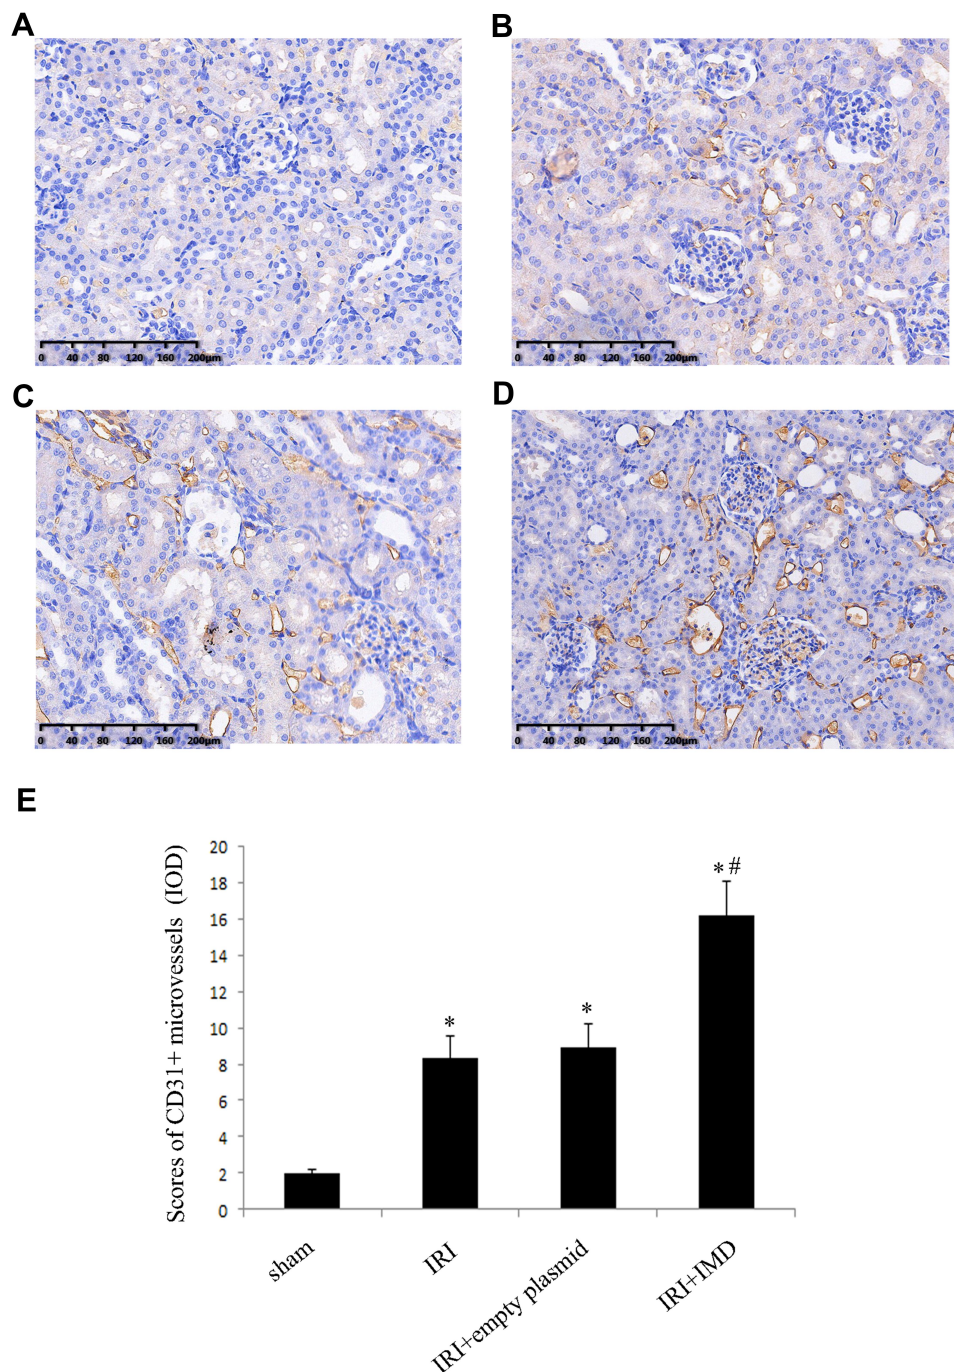 A
B
0 40 80 120 160 200μm
0 40 80 120 160 200μm
C
D
0 40 80 120 160 200μm
0 40 80 120 160 200μm
E
Scores of CD31+ microvessels (IOD)
20
18
16
14
12
10
8
6
4
2
0
*
*
*#
sham
IRI
IRI+empty plasmid
IRI+IMD